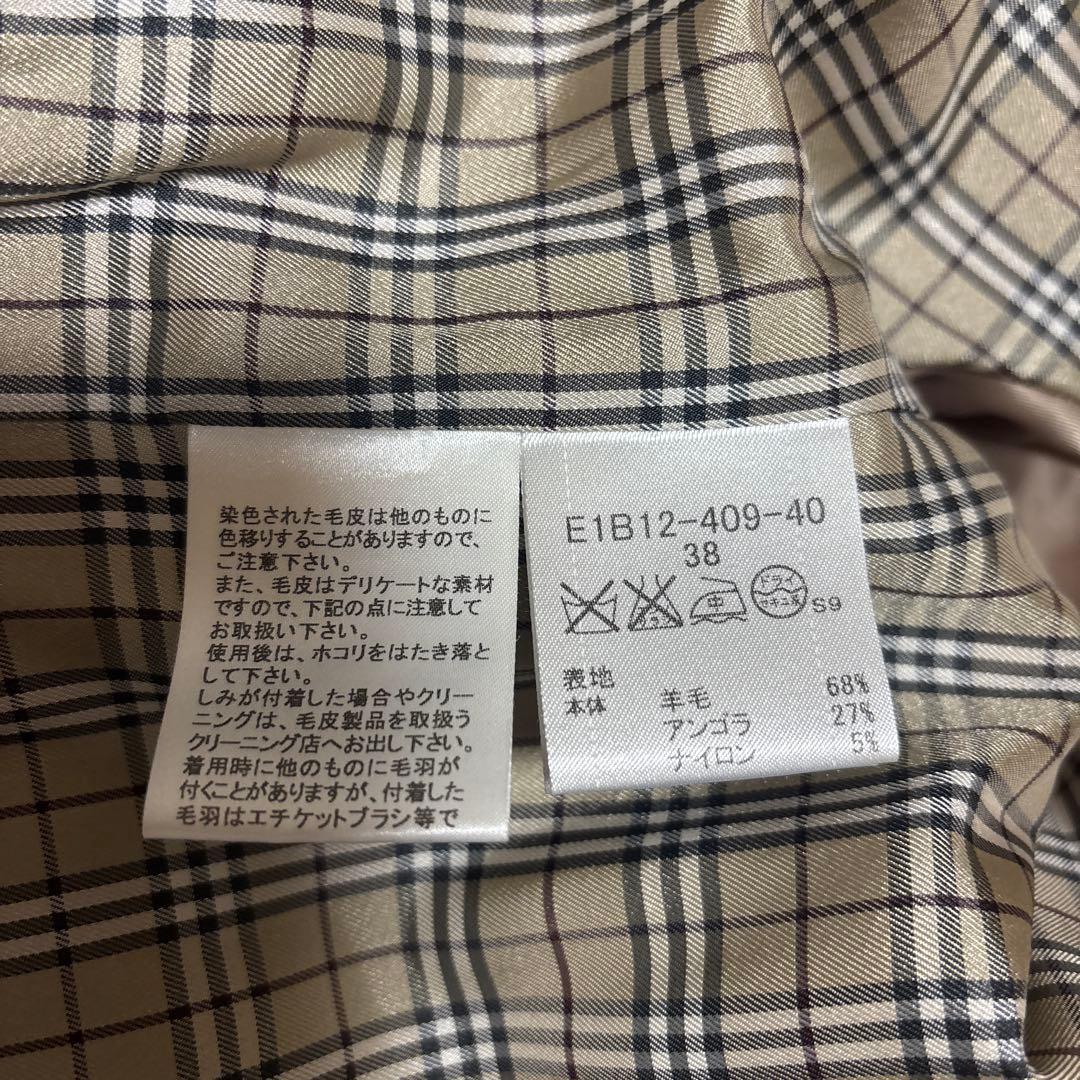 染色された毛皮は他のものに
色移りすることがありますので、
ご注意下さい。
また、毛皮はデリケートな素材
ですので、下記の点に注意して
お取扱い下さい。
使用後は、ホコリをはたき落と
して下さい。
しみが付着した場合やクリー
ニングは、毛皮製品を取扱う
クリーニング店へお出し下さい。
着用時に他のものに毛羽が
付くことがありますが、付着した
毛羽はエチケットブラシ等で
E1B12-409-40
38
中
ドライ
セキユ系
S9
表地
本体 羊毛 68%
アンゴラ 27%
ナイロン 5%